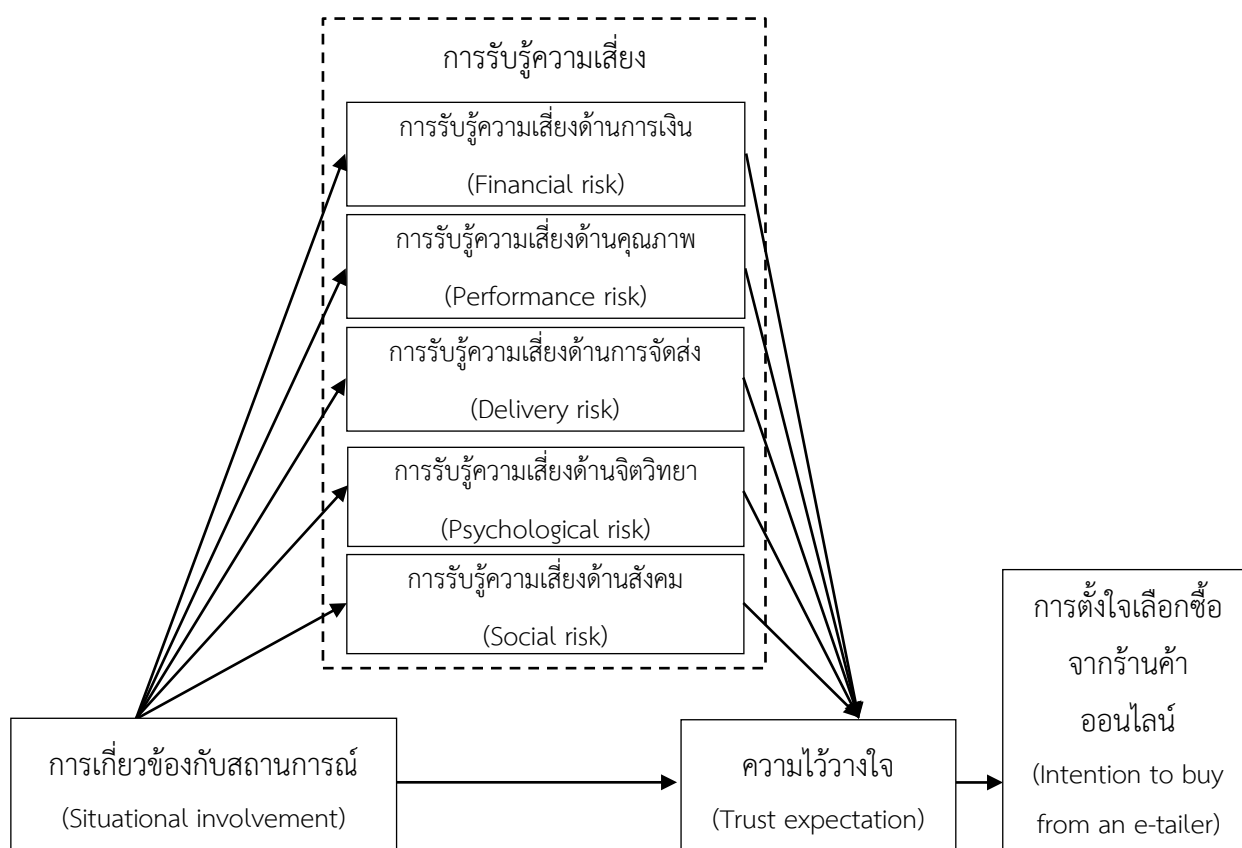 การรับรู้ความเสี่ยง
การรับรู้ความเสี่ยงด้านการเงิน
(Financial risk)
การรับรู้ความเสี่ยงด้านคุณภาพ
(Performance risk)
การรับรู้ความเสี่ยงด้านการจัดส่ง
(Delivery risk)
การรับรู้ความเสี่ยงด้านจิตวิทยา
(Psychological risk)
การรับรู้ความเสี่ยงด้านสังคม
(Social risk)
การเกี่ยวข้องกับสถานการณ์
(Situational involvement)
ความไว้วางใจ
(Trust expectation)
การตั้งใจเลือกซื้อ
จากร้านค้า
ออนไลน์
(Intention to buy
from an e-tailer)